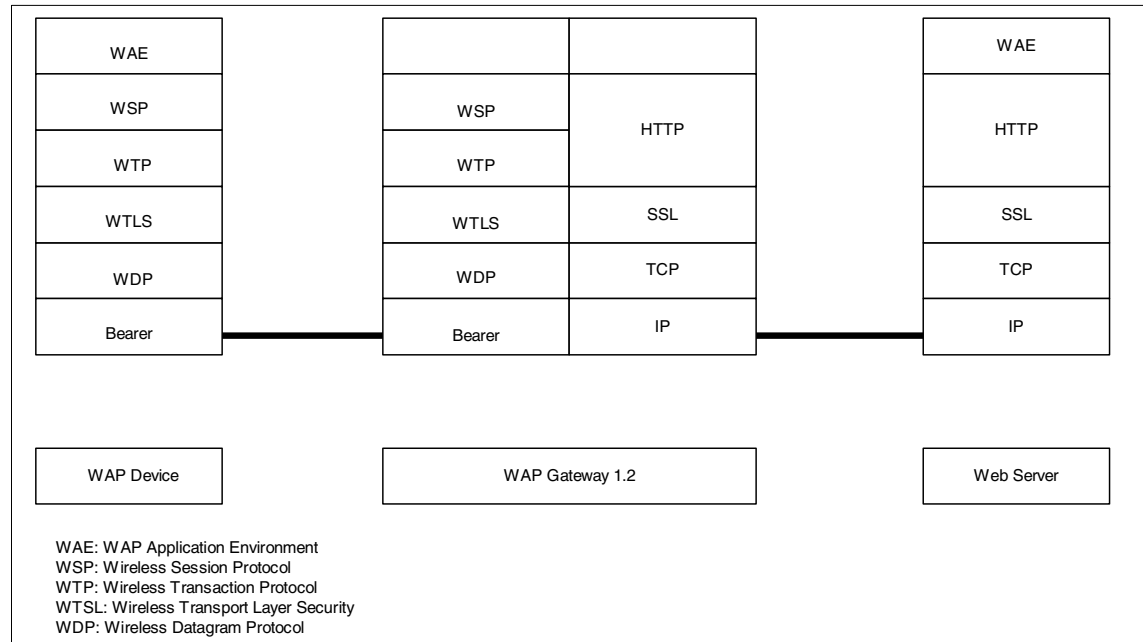 WAE
WAE
WSP
WSP
HTTP
HTTP
WTP
WTP
WTLS
WTLS
SSL
SSL
WDP
WDP
TCP
TCP
Bearer
Bearer
IP
IP
WAP Device
WAP Gateway 1.2
Web Server
WAE: WAP Application Environment
WSP: Wireless Session Protocol
WTP: Wireless Transaction Protocol
WTSL: Wireless Transport Layer Security
WDP: Wireless Datagram Protocol